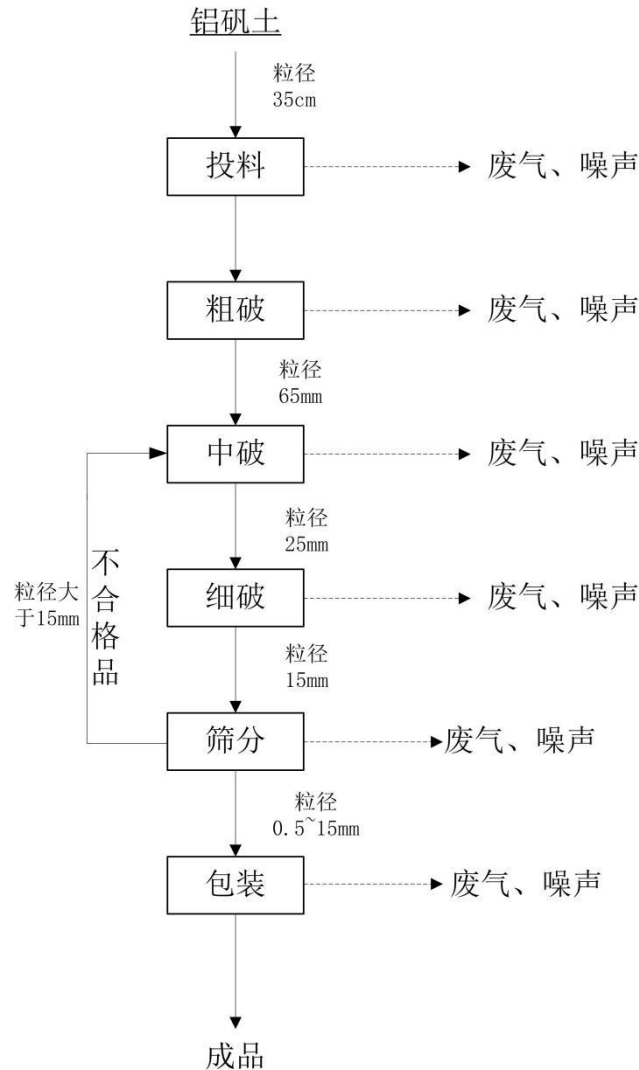 铝矾土
粒径
35cm
投料
废气、噪声
粗破
废气、噪声
粒径
65mm
中破
废气、噪声
粒径
25mm
不合格品
粒径大
于15mm
细破
废气、噪声
粒径
15mm
筛分
废气、噪声
粒径
0.5~15mm
包装
废气、噪声
成品